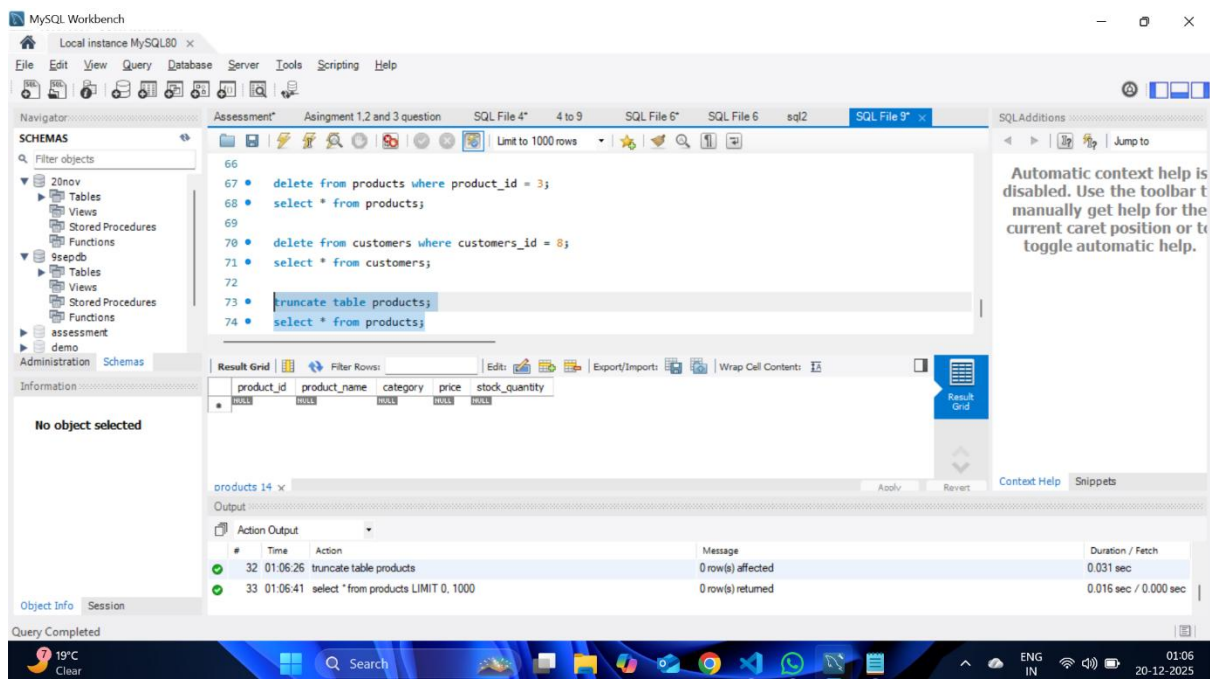 MySQL Workbench
Local instance MySQL80
File Edit View Query Database Server Tools Scripting Help
Navigator
SCHEMAS
Filter objects
20nov
Tables
Views
Stored Procedures
Functions
9sepdb
Tables
Views
Stored Procedures
Functions
assessment
demo
Administration Schemas
Information
No object selected
Object Info Session
Assessment* Asingment 1,2 and 3 question SQL File 4* 4 to 9 SQL File 6* SQL File 6 sql2 SQL File 9*
Limit to 1000 rows
66
67 delete from products where product_id = 3;
68 select * from products;
69
70 delete from customers where customers_id = 8;
71 select * from customers;
72
73 truncate table products;
74 select * from products;
Result Grid Filter Rows: Edit: Export/Import: Wrap Cell Content:
product_id product_name category price stock_quantity
NULL NULL NULL NULL NULL
Result
Grid
products 14
Apply Revert
Output
Action Output
# Time Action Message Duration / Fetch
32 01:06:26 truncate table products 0 row(s) affected 0.031 sec
33 01:06:41 select * from products LIMIT 0, 1000 0 row(s) returned 0.016 sec / 0.000 sec
SQLAdditions
Jump to
Automatic context help is
disabled. Use the toolbar t
manually get help for the
current caret position or to
toggle automatic help.
Context Help Snippets
Query Completed
7
19°C
Clear
Search
ENG
IN
01:06
20-12-2025